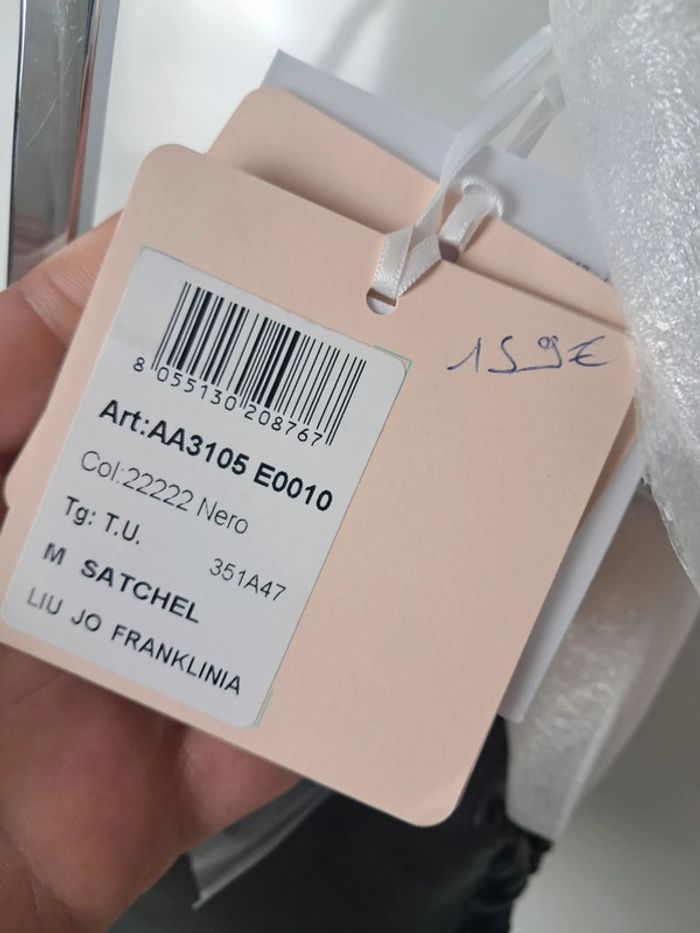 159€
8 055130 208767
Art:AA3105 E0010
Col:22222 Nero
Tg: T.U.
351A47
M SATCHEL
LIU JO FRANKLINIA